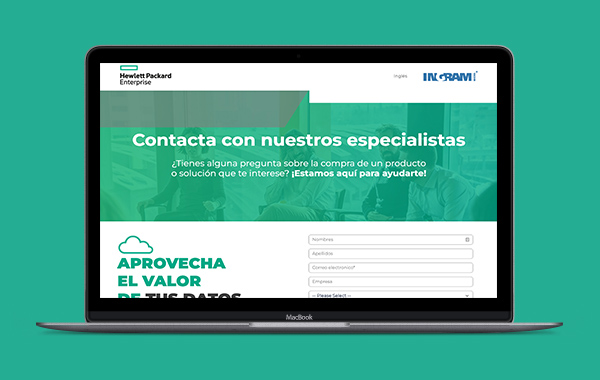 Hewlett Packard
Enterprise
Inglés
INGRAM
Contacta con nuestros especialistas
¿Tienes alguna pregunta sobre la compra de un producto
o solución que te interese? ¡Estamos aquí para ayudarte!
APROVECHA
EL VALOR
DE TUS DATOS
Nombres
Apellidos
Correo electrónico*
Empresa
-- Please Select --
MacBook